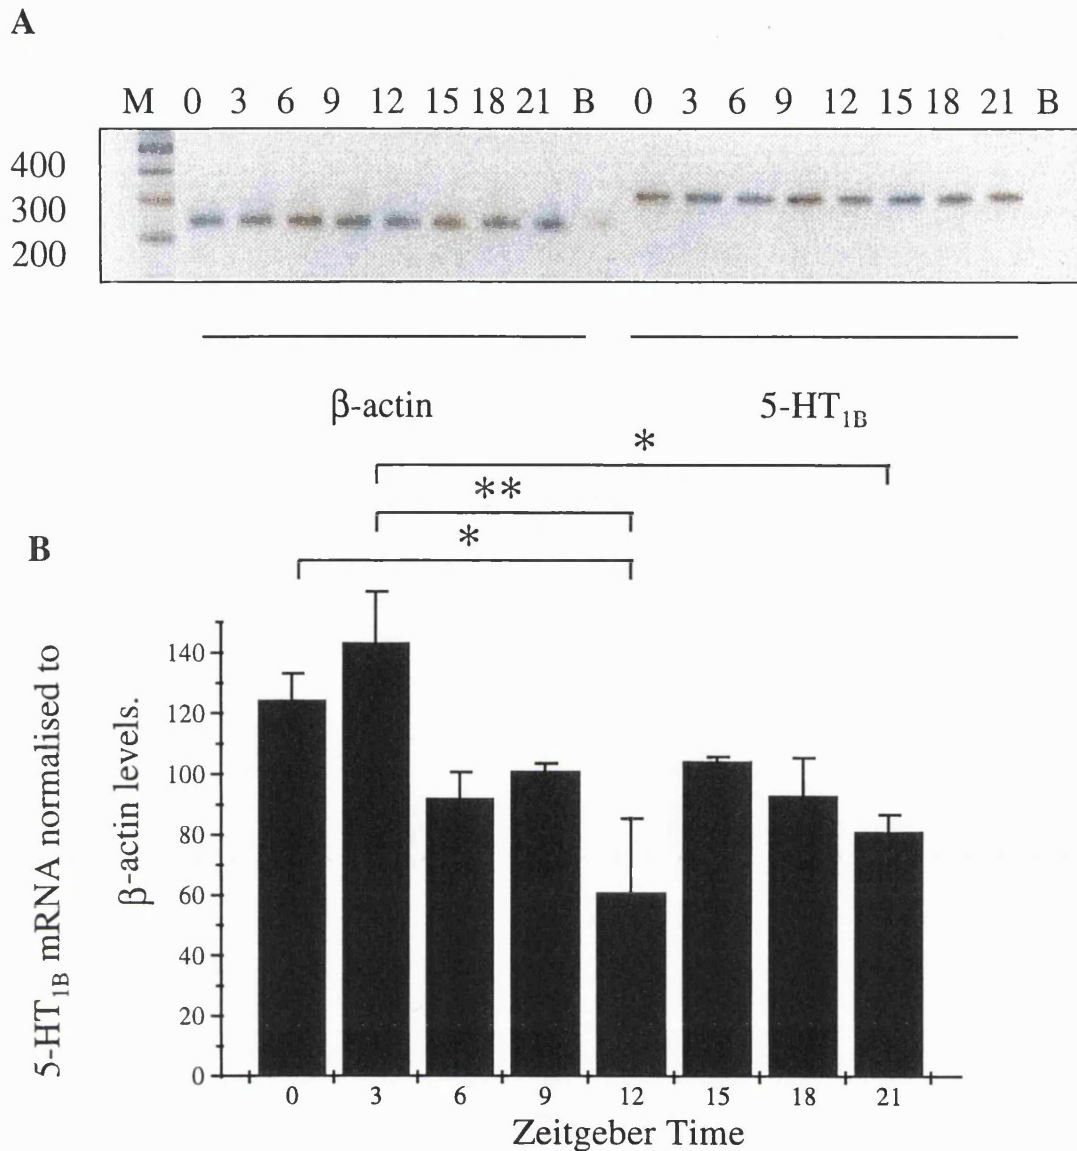 A
M 0 3 6 9 12 15 18 21 B 0 3 6 9 12 15 18 21 B
400
300
200
β-actin 5-HT1B
*
**
*
B
5-HT1B mRNA normalised to
β-actin levels.
140
120
100
80
60
40
20
0
0 3 6 9 12 15 18 21
Zeitgeber Time